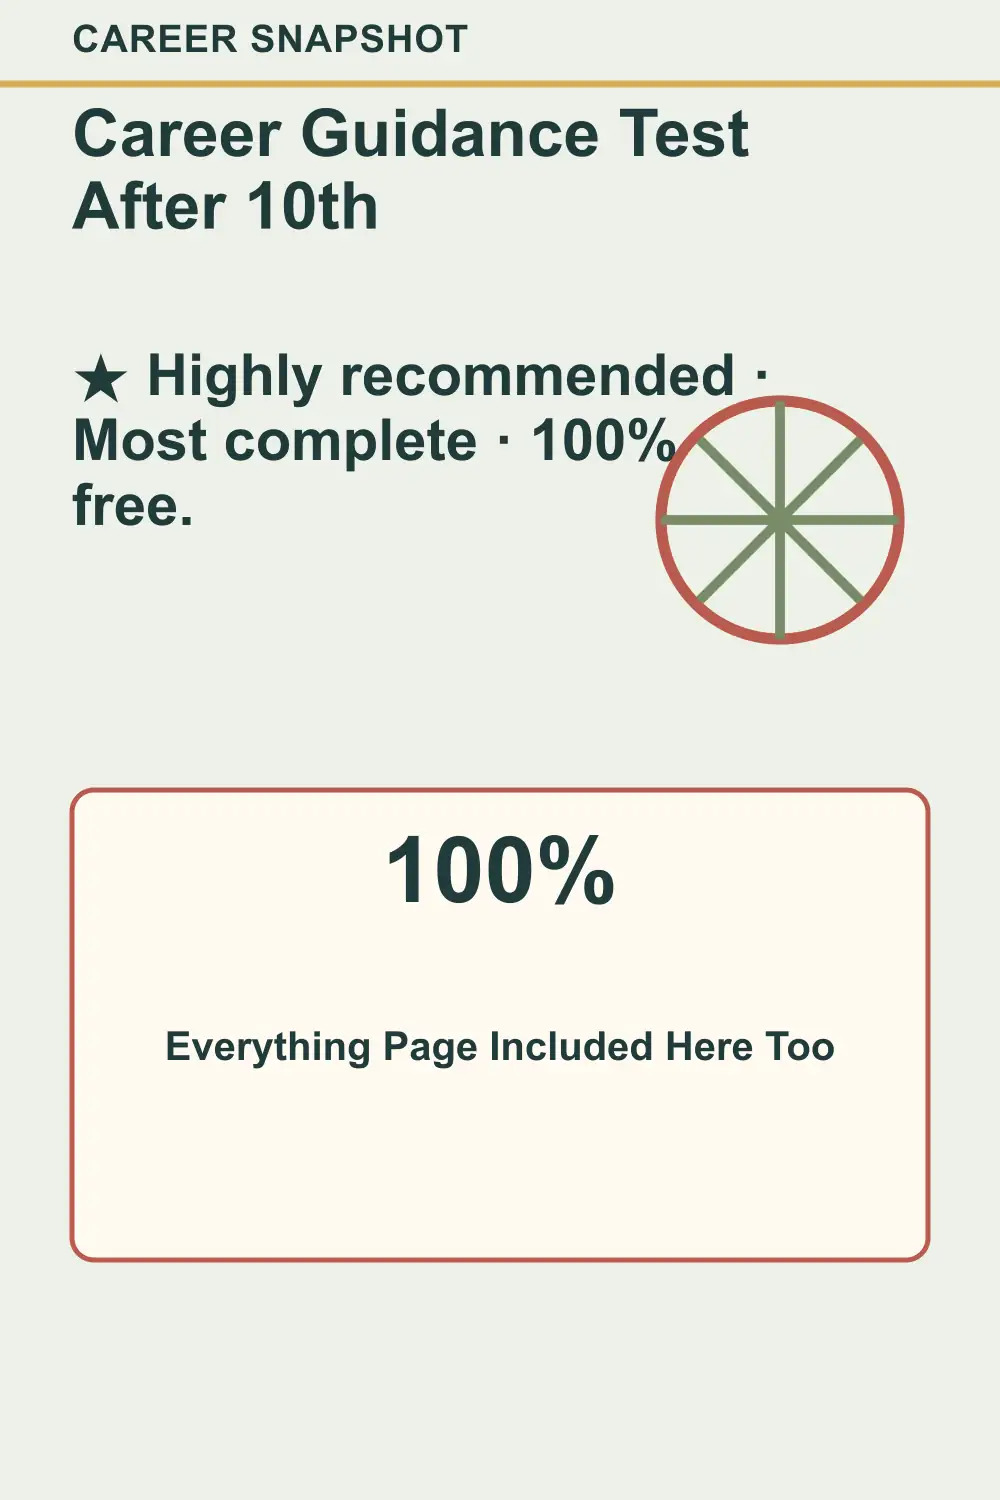 CAREER SNAPSHOT
Career Guidance Test
After 10th
★ Highly recommended ·
Most complete · 100%
free.
100%
Everything Page Included Here Too